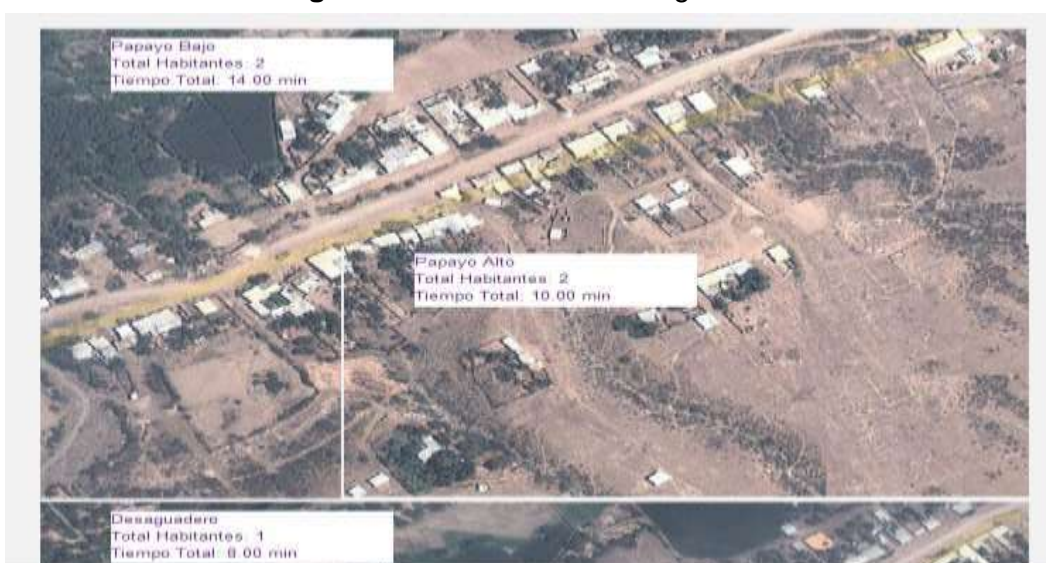 Papayo Bajo
Total Habitantes: 2
Tiempo Total: 14.00 min
Papayo Alto
Total Habitantes: 2
Tiempo Total: 10.00 min
Desaguadero
Total Habitantes: 1
Tiempo Total: 8.00 min